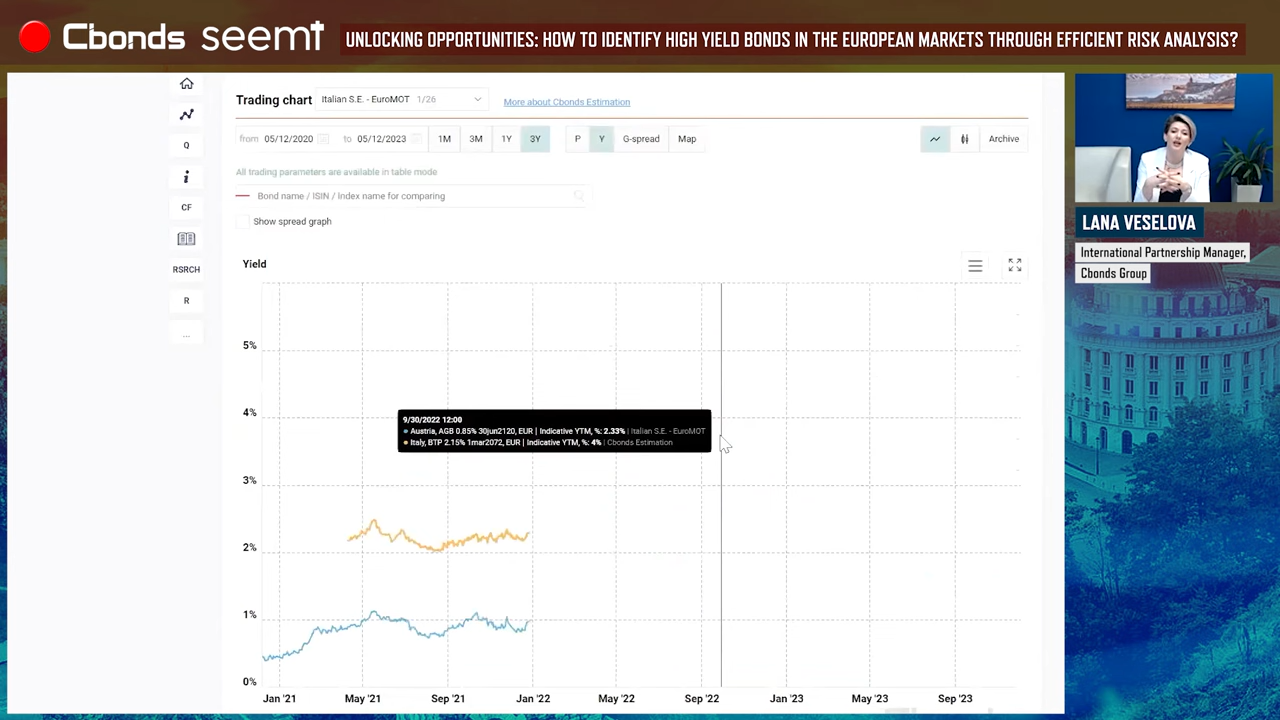 Cbonds seemt
UNLOCKING OPPORTUNITIES: HOW TO IDENTIFY HIGH YIELD BONDS IN THE EUROPEAN MARKETS THROUGH EFFICIENT RISK ANALYSIS?
Trading chart Italian S.E. - EuroMOT 1/26 More about Cbonds Estimation
from 05/12/2020 to 05/12/2023 1M 3M 1Y 3Y P Y G-spread Map Archive
All trading parameters are available in table mode
Bond name / ISIN / Index name for comparing
Show spread graph
Q
i
CF
RSRCH
R
...
Yield
5%
4%
3%
2%
1%
0%
9/30/2022 12:00
Austria, AGB 0.85% 30jun2120, EUR | Indicative YTM, %: 2.33% | Italian S.E. - EuroMOT
Italy, BTP 2.15% 1mar2072, EUR | Indicative YTM, %: 4% | Cbonds Estimation
Jan '21 May '21 Sep '21 Jan '22 May '22 Sep '22 Jan '23 May '23 Sep '23
LANA VESELOVA
International Partnership Manager,
Cbonds Group